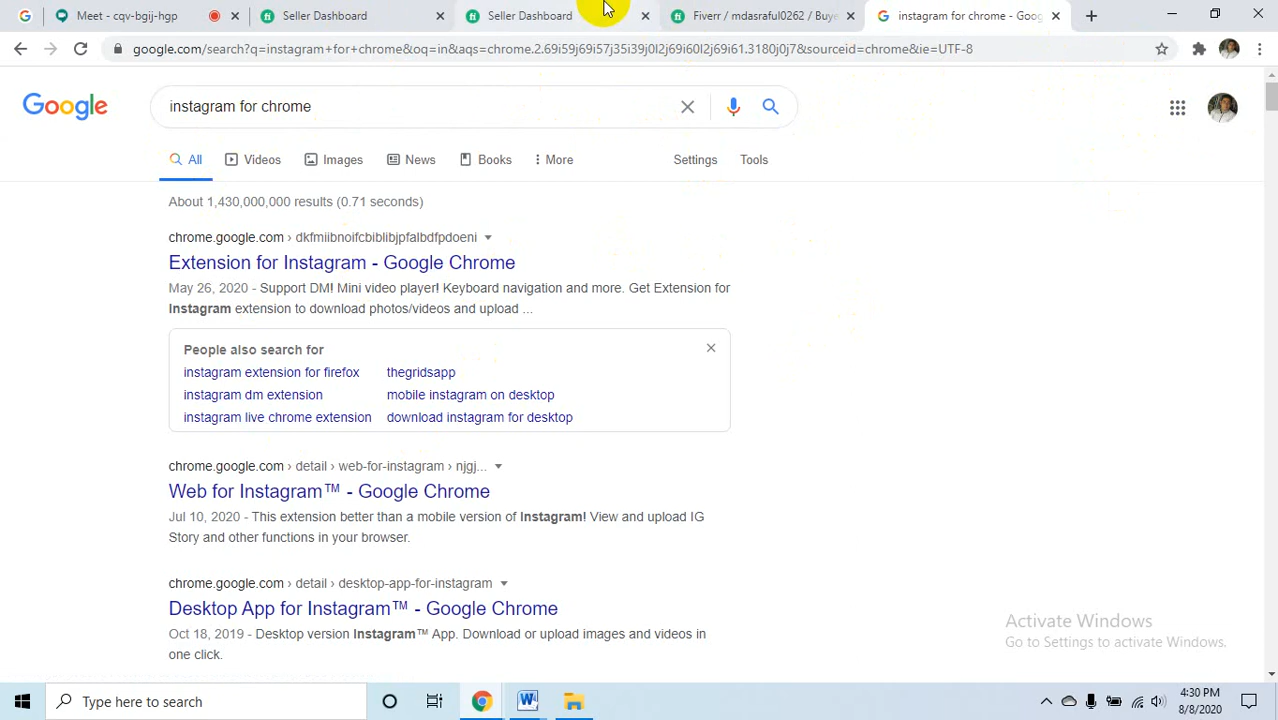 Meet - cqv-bgij-hgp
Seller Dashboard
Seller Dashboard
Fiverr / mdasraful0262 / Buye
instagram for chrome - Goog
google.com/search?q=instagram+for+chrome&oq=in&aqs=chrome.2.69i59j69i57j35i39j0l2j69i60l2j69i61.3180j0j7&sourceid=chrome&ie=UTF-8
Google
instagram for chrome
All
Videos
Images
News
Books
More
Settings
Tools
About 1,430,000,000 results (0.71 seconds)
chrome.google.com › dkfmiibnoifcbiblibjpfalbdfpdoeni
Extension for Instagram - Google Chrome
May 26, 2020 - Support DM! Mini video player! Keyboard navigation and more. Get Extension for
Instagram extension to download photos/videos and upload ...
People also search for
instagram extension for firefox
thegridsapp
instagram dm extension
mobile instagram on desktop
instagram live chrome extension
download instagram for desktop
chrome.google.com › detail › web-for-instagram › njgj...
Web for Instagram™ - Google Chrome
Jul 10, 2020 - This extension better than a mobile version of Instagram! View and upload IG
Story and other functions in your browser.
chrome.google.com › detail › desktop-app-for-instagram
Desktop App for Instagram™ - Google Chrome
Oct 18, 2019 - Desktop version Instagram™ App. Download or upload images and videos in
one click.
Activate Windows
Go to Settings to activate Windows.
Type here to search
4:30 PM
8/8/2020